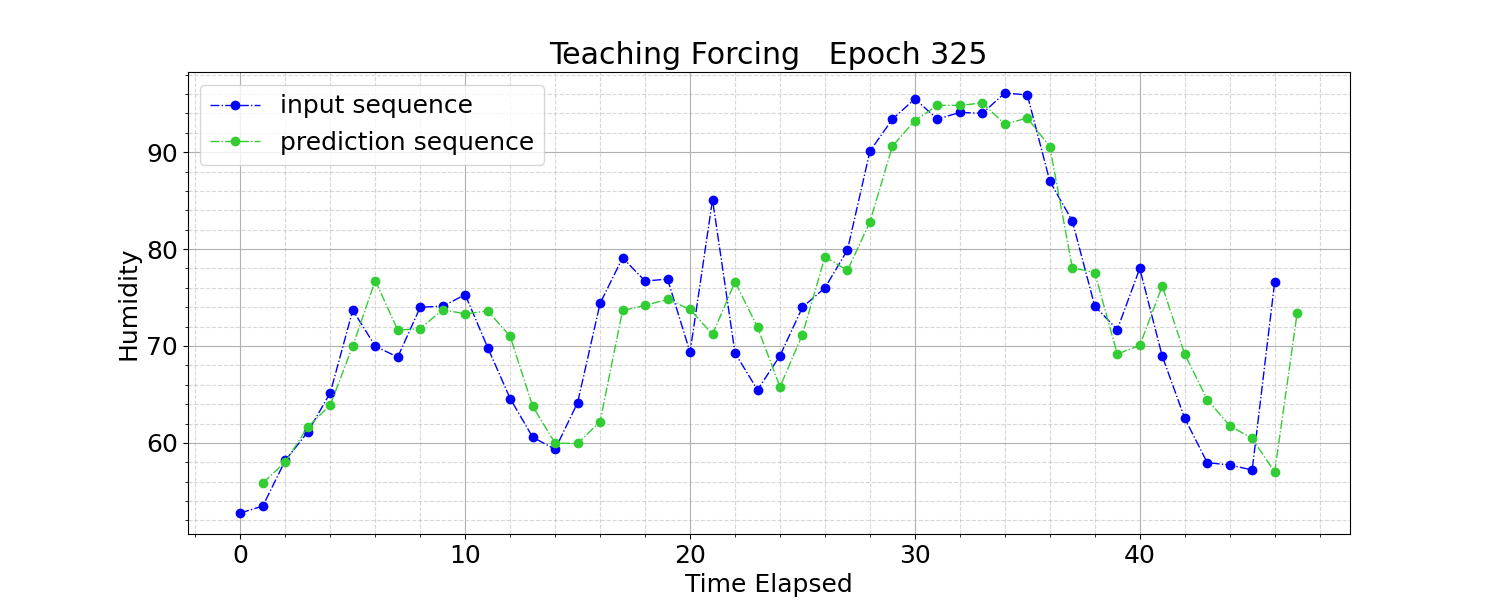 Teaching Forcing   Epoch 325
input sequence
prediction sequence
Humidity
90
80
70
60
0 10 20 30 40
Time Elapsed